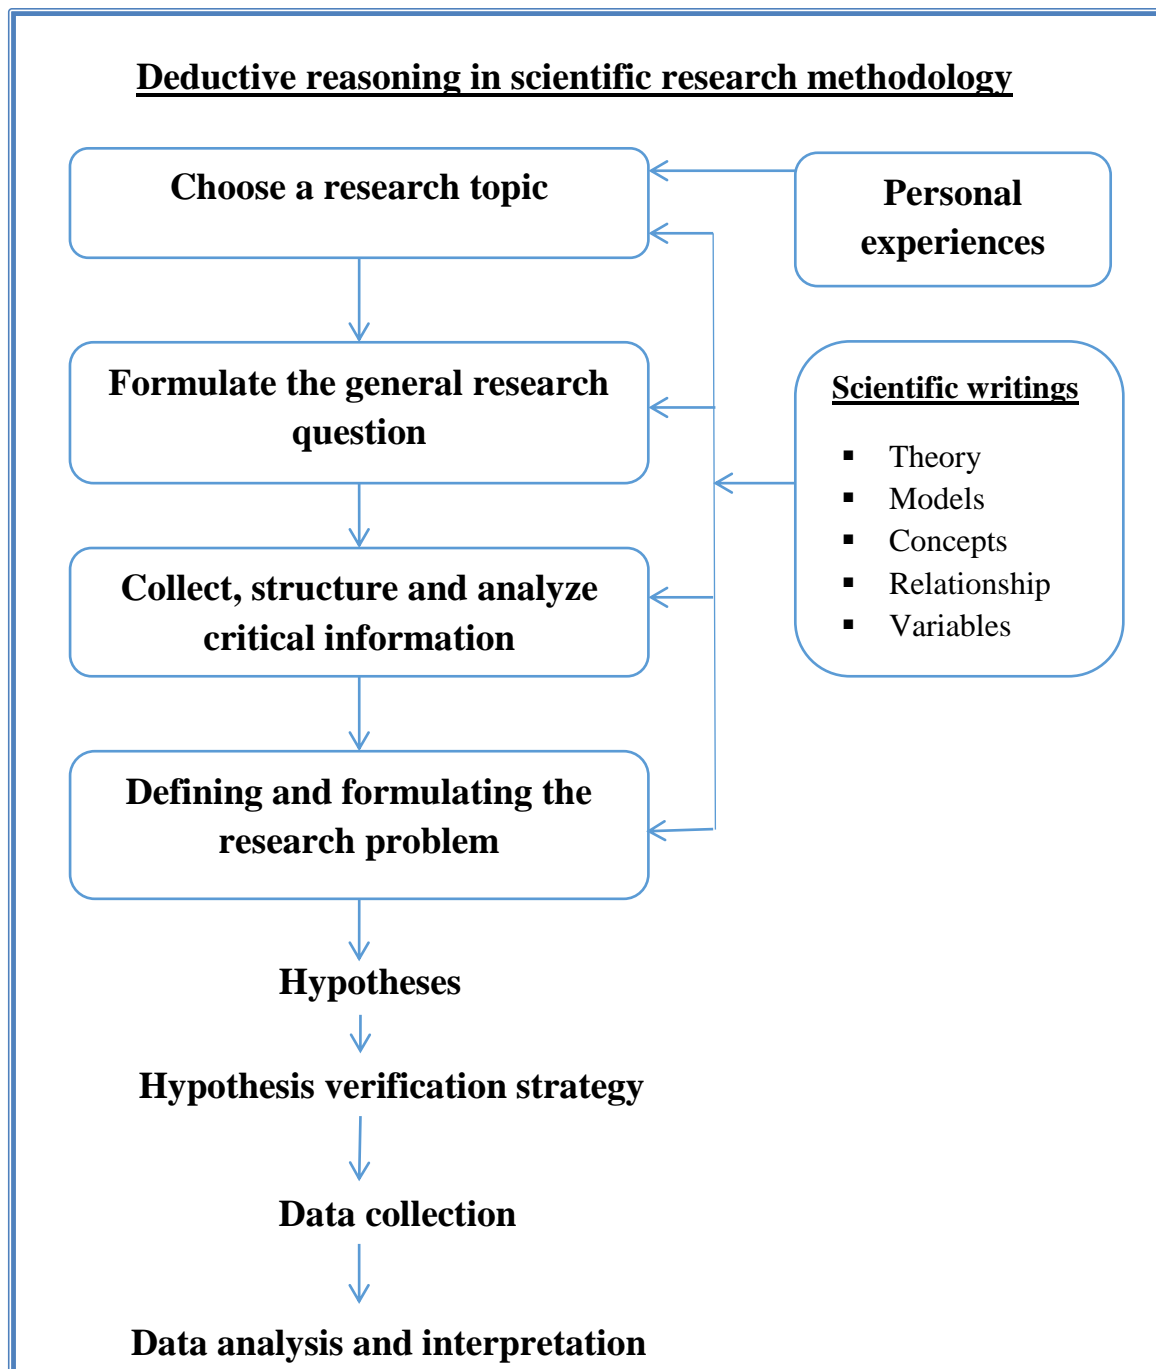 Deductive reasoning in scientific research methodology
Choose a research topic
Personal
experiences
Formulate the general research
question
Scientific writings
▪ Theory
▪ Models
▪ Concepts
▪ Relationship
▪ Variables
Collect, structure and analyze
critical information
Defining and formulating the
research problem
Hypotheses
Hypothesis verification strategy
Data collection
Data analysis and interpretation